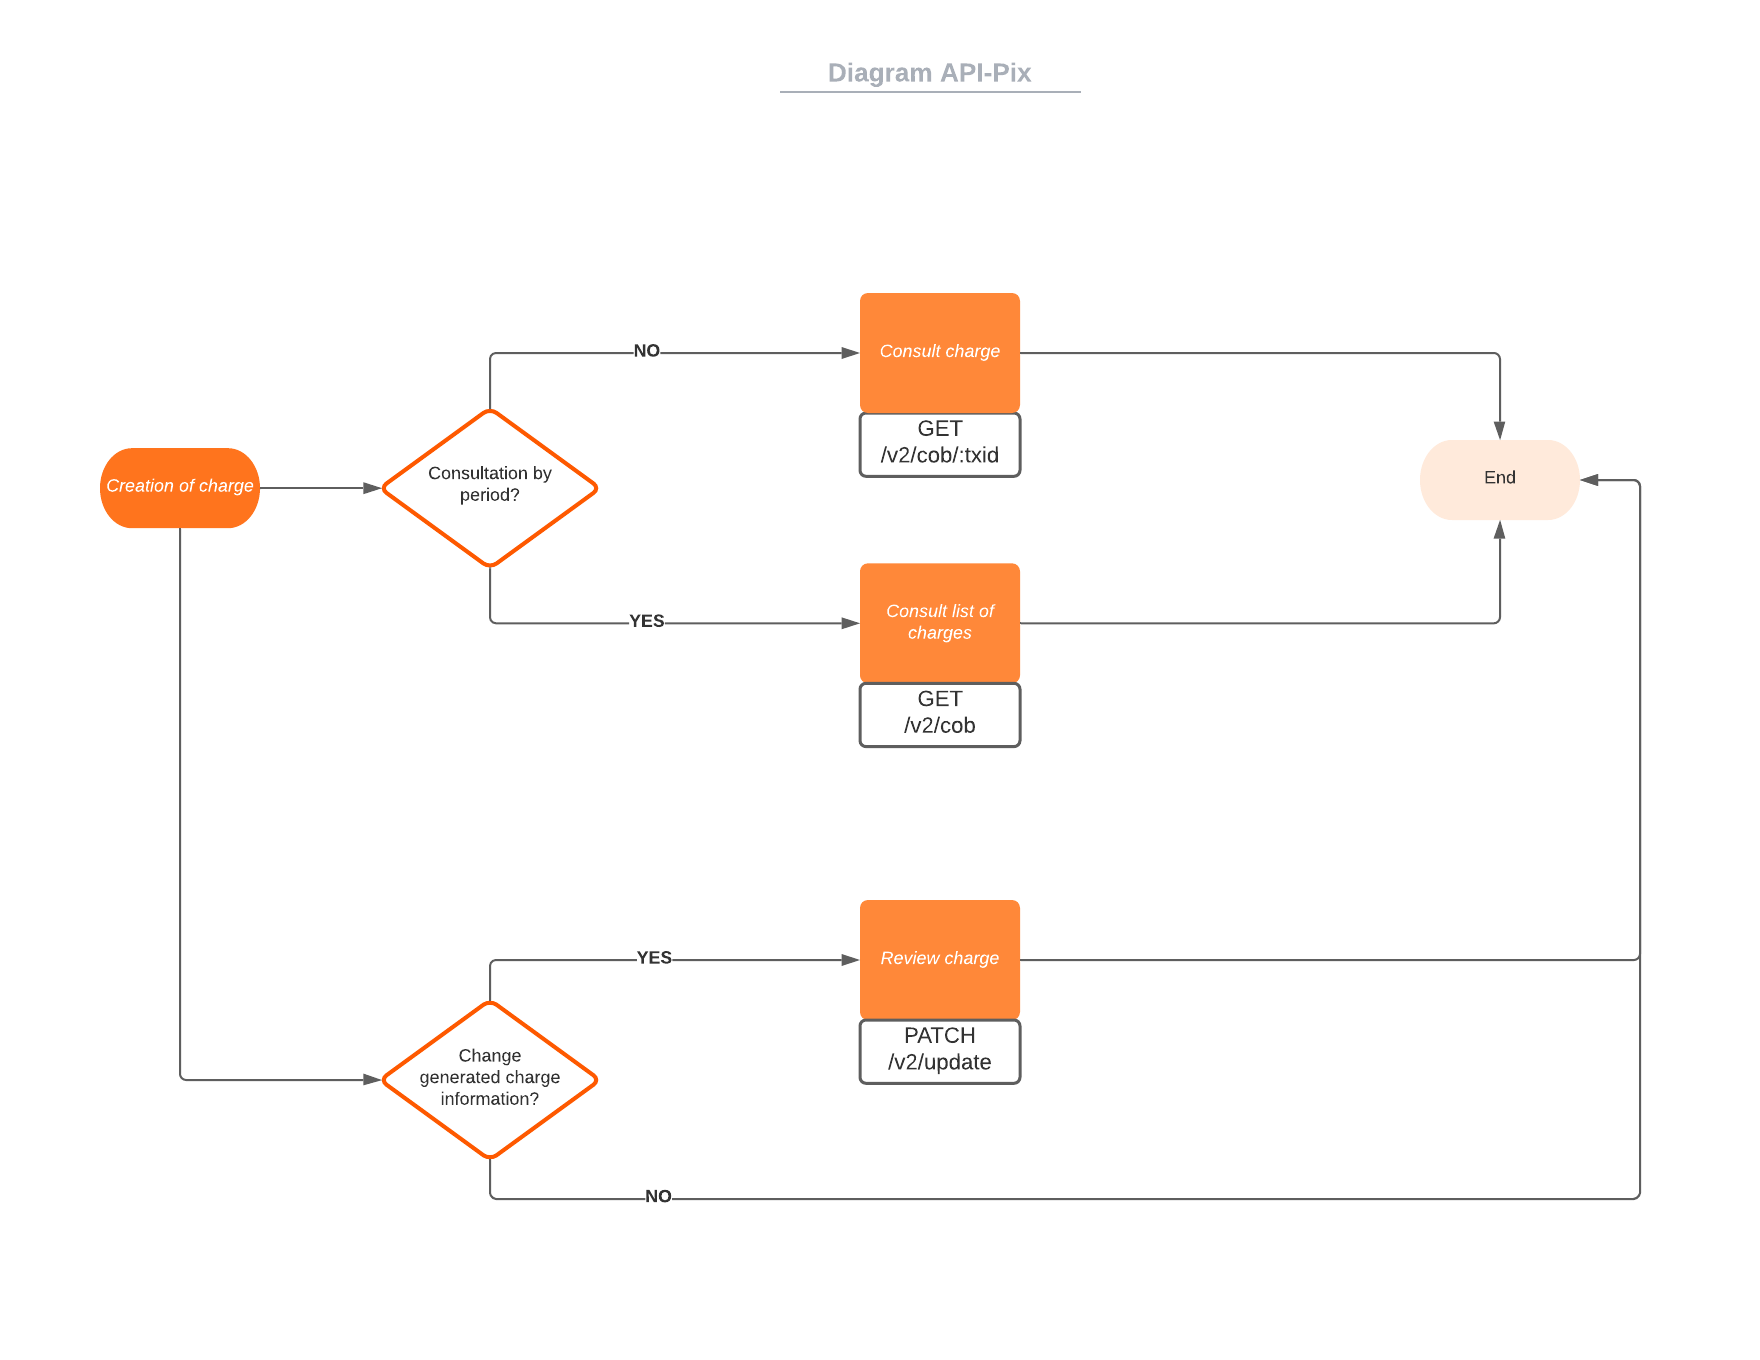 Diagram API-Pix
NO
Consult charge
GET
/v2/cob/:txid
Creation of charge
Consultation by
period?
End
YES
Consult list of
charges
GET
/v2/cob
YES
Review charge
PATCH
/v2/update
Change
generated charge
information?
NO